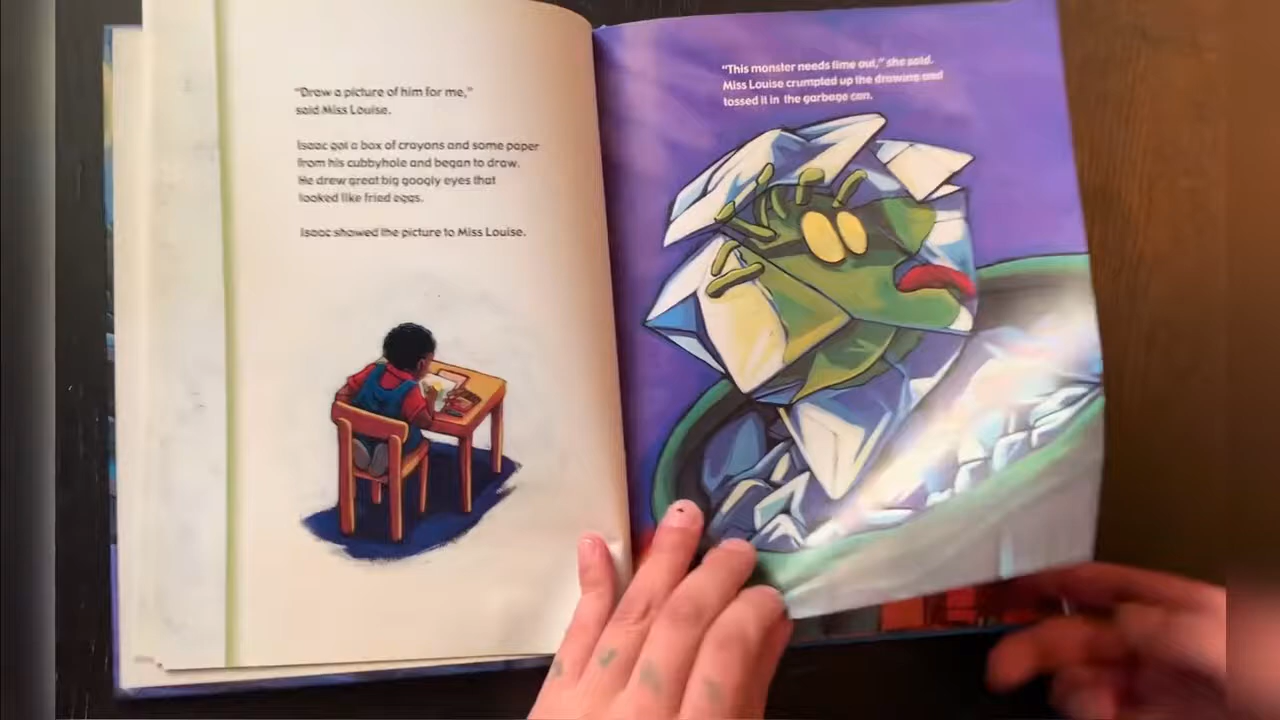 "Draw a picture of him for me,"
said Miss Louise.
Isaac got a box of crayons and some paper
from his cubbyhole and began to draw.
He drew great big googly eyes that
looked like fried eggs.
Isaac showed the picture to Miss Louise.
"This monster needs time out," she said.
Miss Louise crumpled up the drawing and
tossed it in the garbage can.